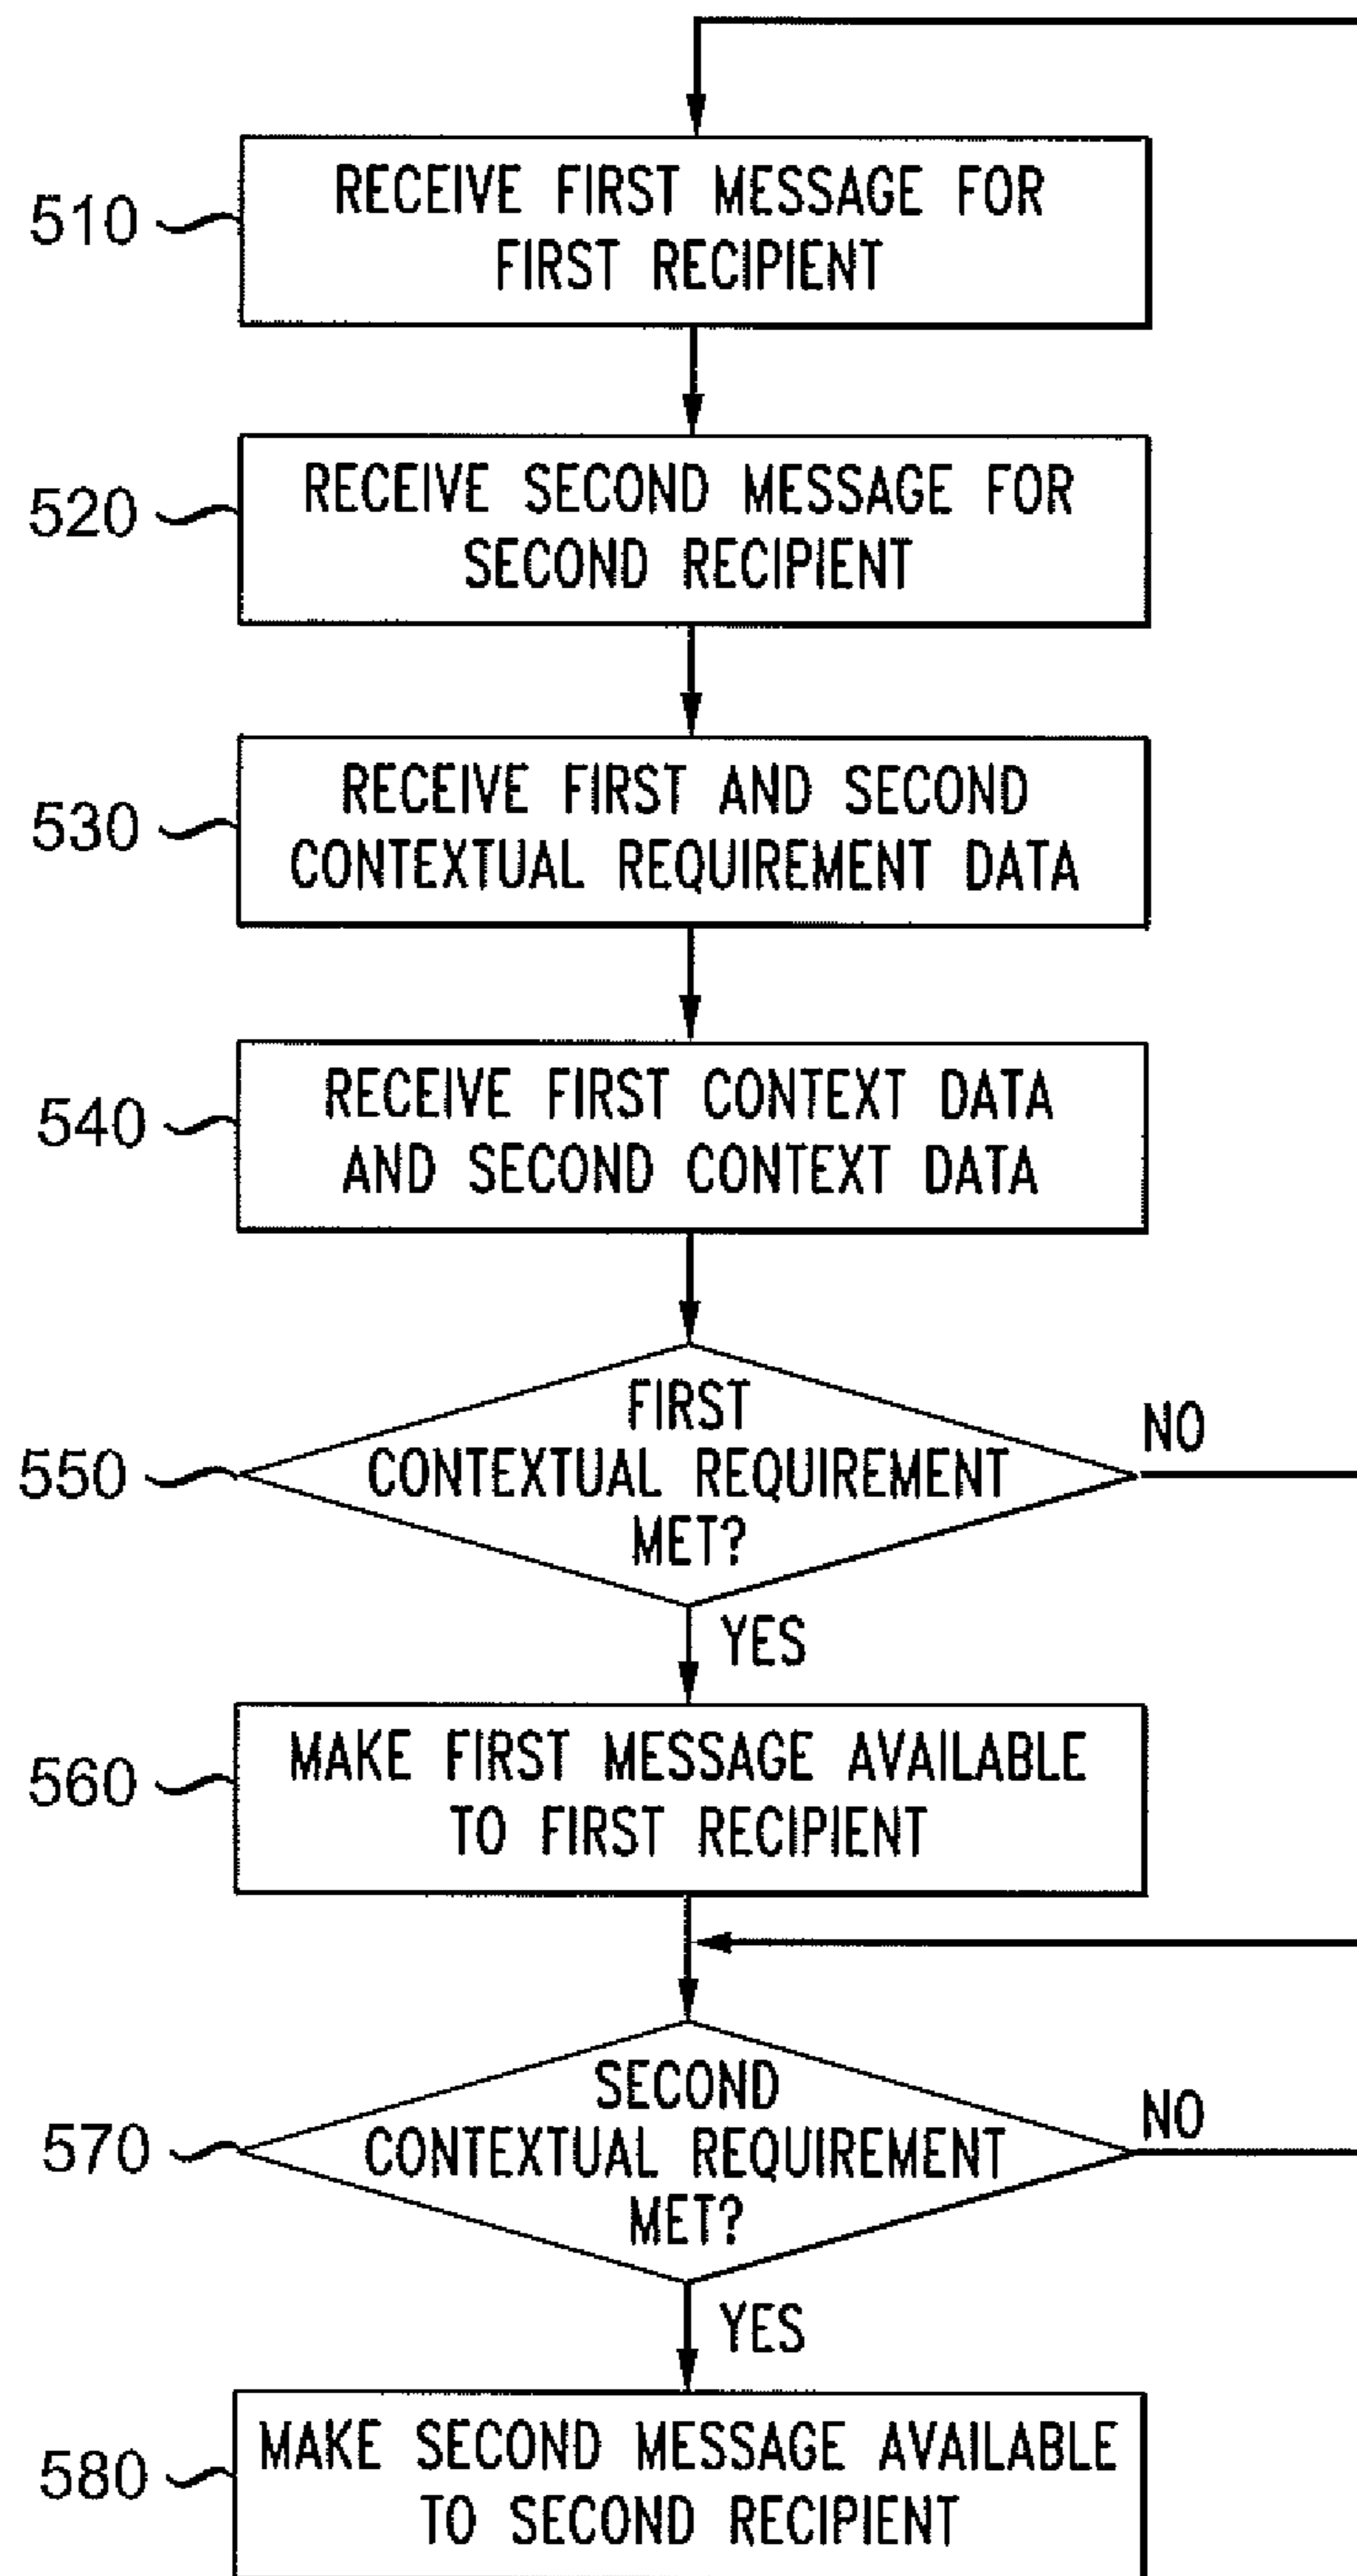 510
RECEIVE FIRST MESSAGE FOR
FIRST RECIPIENT
520
RECEIVE SECOND MESSAGE FOR
SECOND RECIPIENT
530
RECEIVE FIRST AND SECOND
CONTEXTUAL REQUIREMENT DATA
540
RECEIVE FIRST CONTEXT DATA
AND SECOND CONTEXT DATA
550
FIRST
CONTEXTUAL REQUIREMENT
MET?
NO
YES
560
MAKE FIRST MESSAGE AVAILABLE
TO FIRST RECIPIENT
570
SECOND
CONTEXTUAL REQUIREMENT
MET?
NO
YES
580
MAKE SECOND MESSAGE AVAILABLE
TO SECOND RECIPIENT